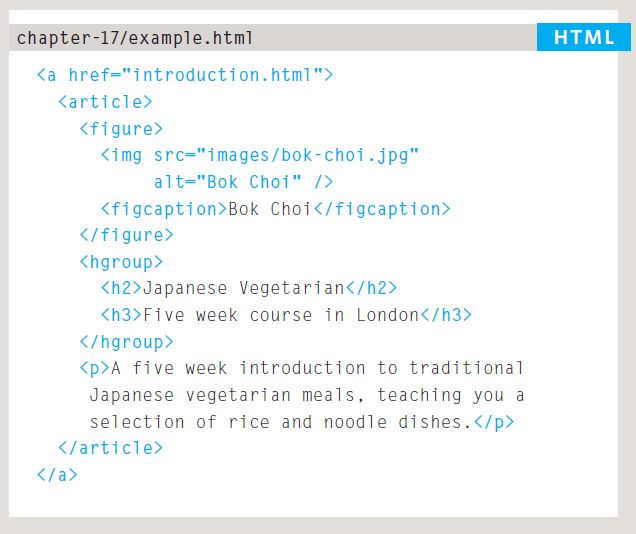 chapter-17/example.html
HTML
<a href="introduction.html">
<article>
<figure>
<img src="images/bok-choi.jpg"
alt="Bok Choi" />
<figcaption>Bok Choi</figcaption>
</figure>
<hgroup>
<h2>Japanese Vegetarian</h2>
<h3>Five week course in London</h3>
</hgroup>
<p>A five week introduction to traditional
Japanese vegetarian meals, teaching you a
selection of rice and noodle dishes.</p>
</article>
</a>